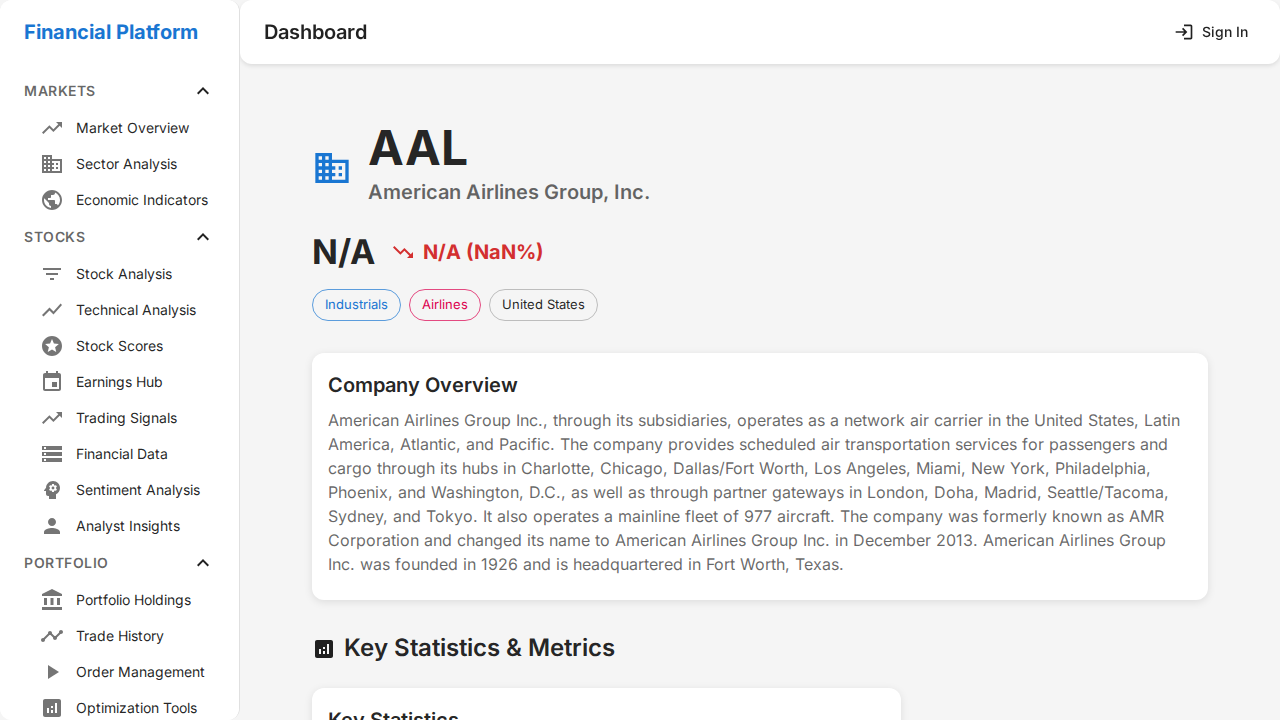 Financial Platform
MARKETS
Market Overview
Sector Analysis
Economic Indicators
STOCKS
Stock Analysis
Technical Analysis
Stock Scores
Earnings Hub
Trading Signals
Financial Data
Sentiment Analysis
Analyst Insights
PORTFOLIO
Portfolio Holdings
Trade History
Order Management
Optimization Tools
Dashboard
Sign In
AAL
American Airlines Group, Inc.
N/A N/A (NaN%)
Industrials Airlines United States
Company Overview
American Airlines Group Inc., through its subsidiaries, operates as a network air carrier in the United States, Latin
America, Atlantic, and Pacific. The company provides scheduled air transportation services for passengers and
cargo through its hubs in Charlotte, Chicago, Dallas/Fort Worth, Los Angeles, Miami, New York, Philadelphia,
Phoenix, and Washington, D.C., as well as through partner gateways in London, Doha, Madrid, Seattle/Tacoma,
Sydney, and Tokyo. It also operates a mainline fleet of 977 aircraft. The company was formerly known as AMR
Corporation and changed its name to American Airlines Group Inc. in December 2013. American Airlines Group
Inc. was founded in 1926 and is headquartered in Fort Worth, Texas.
Key Statistics & Metrics
Key Statistics